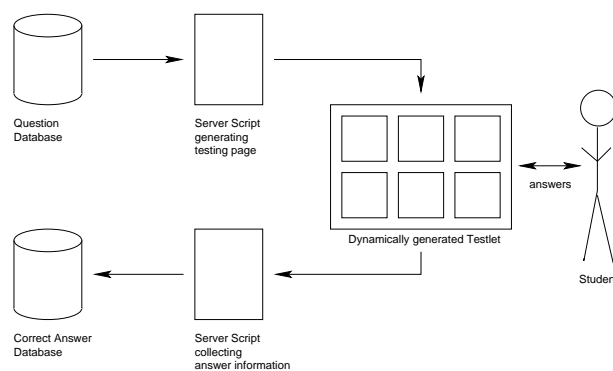 Question
Database
Server Script
generating
testing page
answers
Dynamically generated Testlet
Student
Correct Answer
Database
Server Script
collecting
answer information